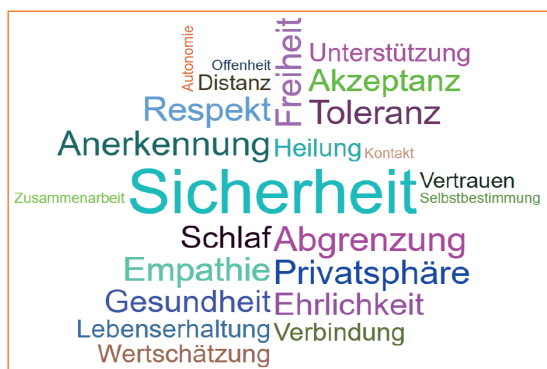 Autonomie
Offenheit
Freiheit
Unterstützung
Distanz
Akzeptanz
Respekt
Toleranz
Anerkennung
Heilung
Kontakt
Zusammenarbeit
Sicherheit
Vertrauen
Selbstbestimmung
Schlaf
Abgrenzung
Empathie
Privatsphäre
Gesundheit
Ehrlichkeit
Lebenserhaltung
Verbindung
Wertschätzung